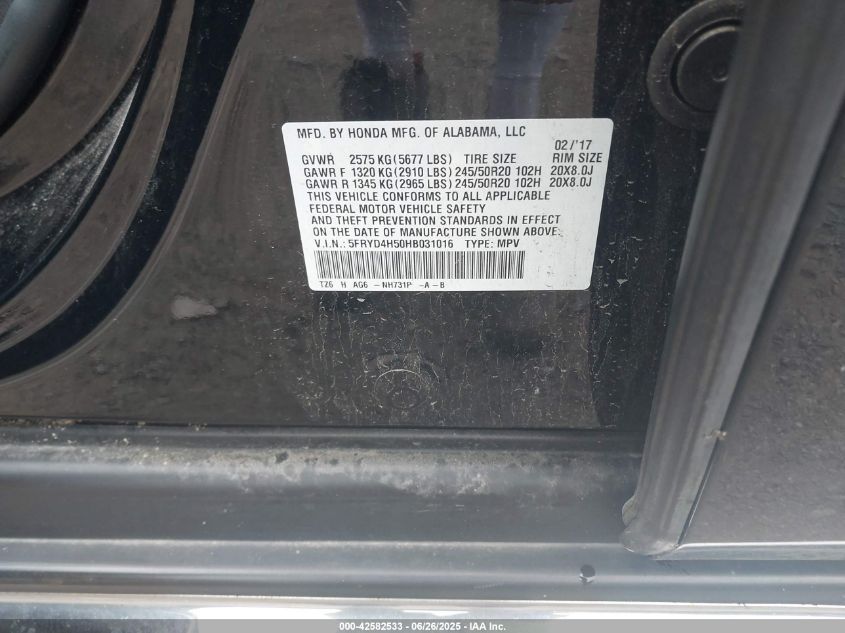 MFD. BY HONDA MFG. OF ALABAMA, LLC
02/'17
GVWR 2575 KG (5677 LBS) TIRE SIZE RIM SIZE
GAWR F 1320 KG (2910 LBS) 245/50R20 102H 20X8.0J
GAWR R 1345 KG (2965 LBS) 245/50R20 102H 20X8.0J
THIS VEHICLE CONFORMS TO ALL APPLICABLE
FEDERAL MOTOR VEHICLE SAFETY
AND THEFT PREVENTION STANDARDS IN EFFECT
ON THE DATE OF MANUFACTURE SHOWN ABOVE.
V.I.N.: 5FRYD4H50HB031016 TYPE: MPV
TZ6 H AG6 -NH731P -A-B
000-42582533 - 06/26/2025 - IAA Inc.